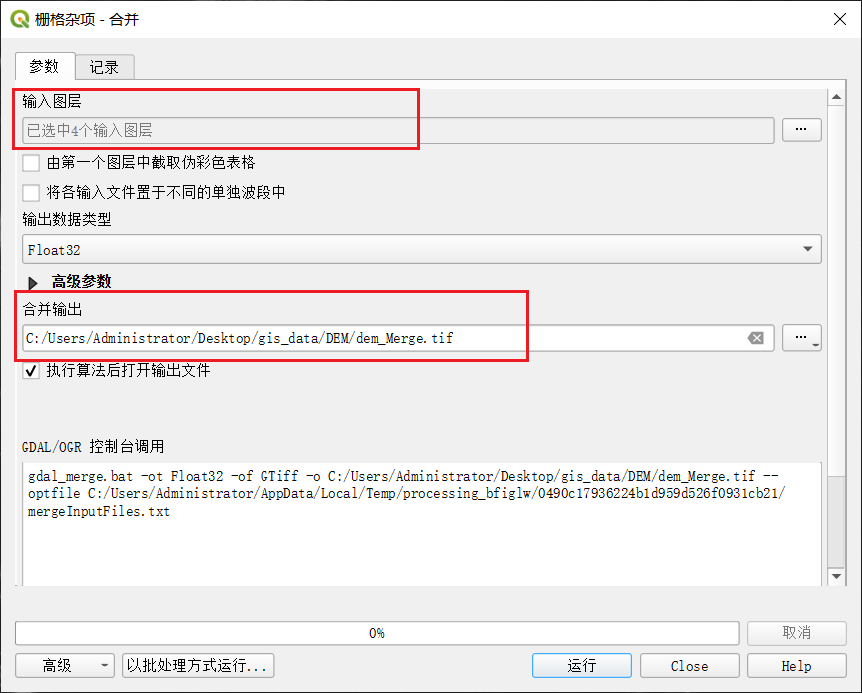 栅格杂项 - 合并
参数
记录
输入图层
已选中4个输入图层
…
由第一个图层中截取伪彩色表格
将各输入文件置于不同的单独波段中
输出数据类型
Float32
高级参数
合并输出
C:/Users/Administrator/Desktop/gis_data/DEM/dem_Merge.tif
…
执行算法后打开输出文件
GDAL/OGR 控制台调用
gdal_merge.bat -ot Float32 -of GTiff -o C:/Users/Administrator/Desktop/gis_data/DEM/dem_Merge.tif --
optfile C:/Users/Administrator/AppData/Local/Temp/processing_bfiglw/0490c17936224b1d959d526f0931cb21/
mergeInputFiles.txt
0%
取消
高级
以批处理方式运行...
运行
Close
Help